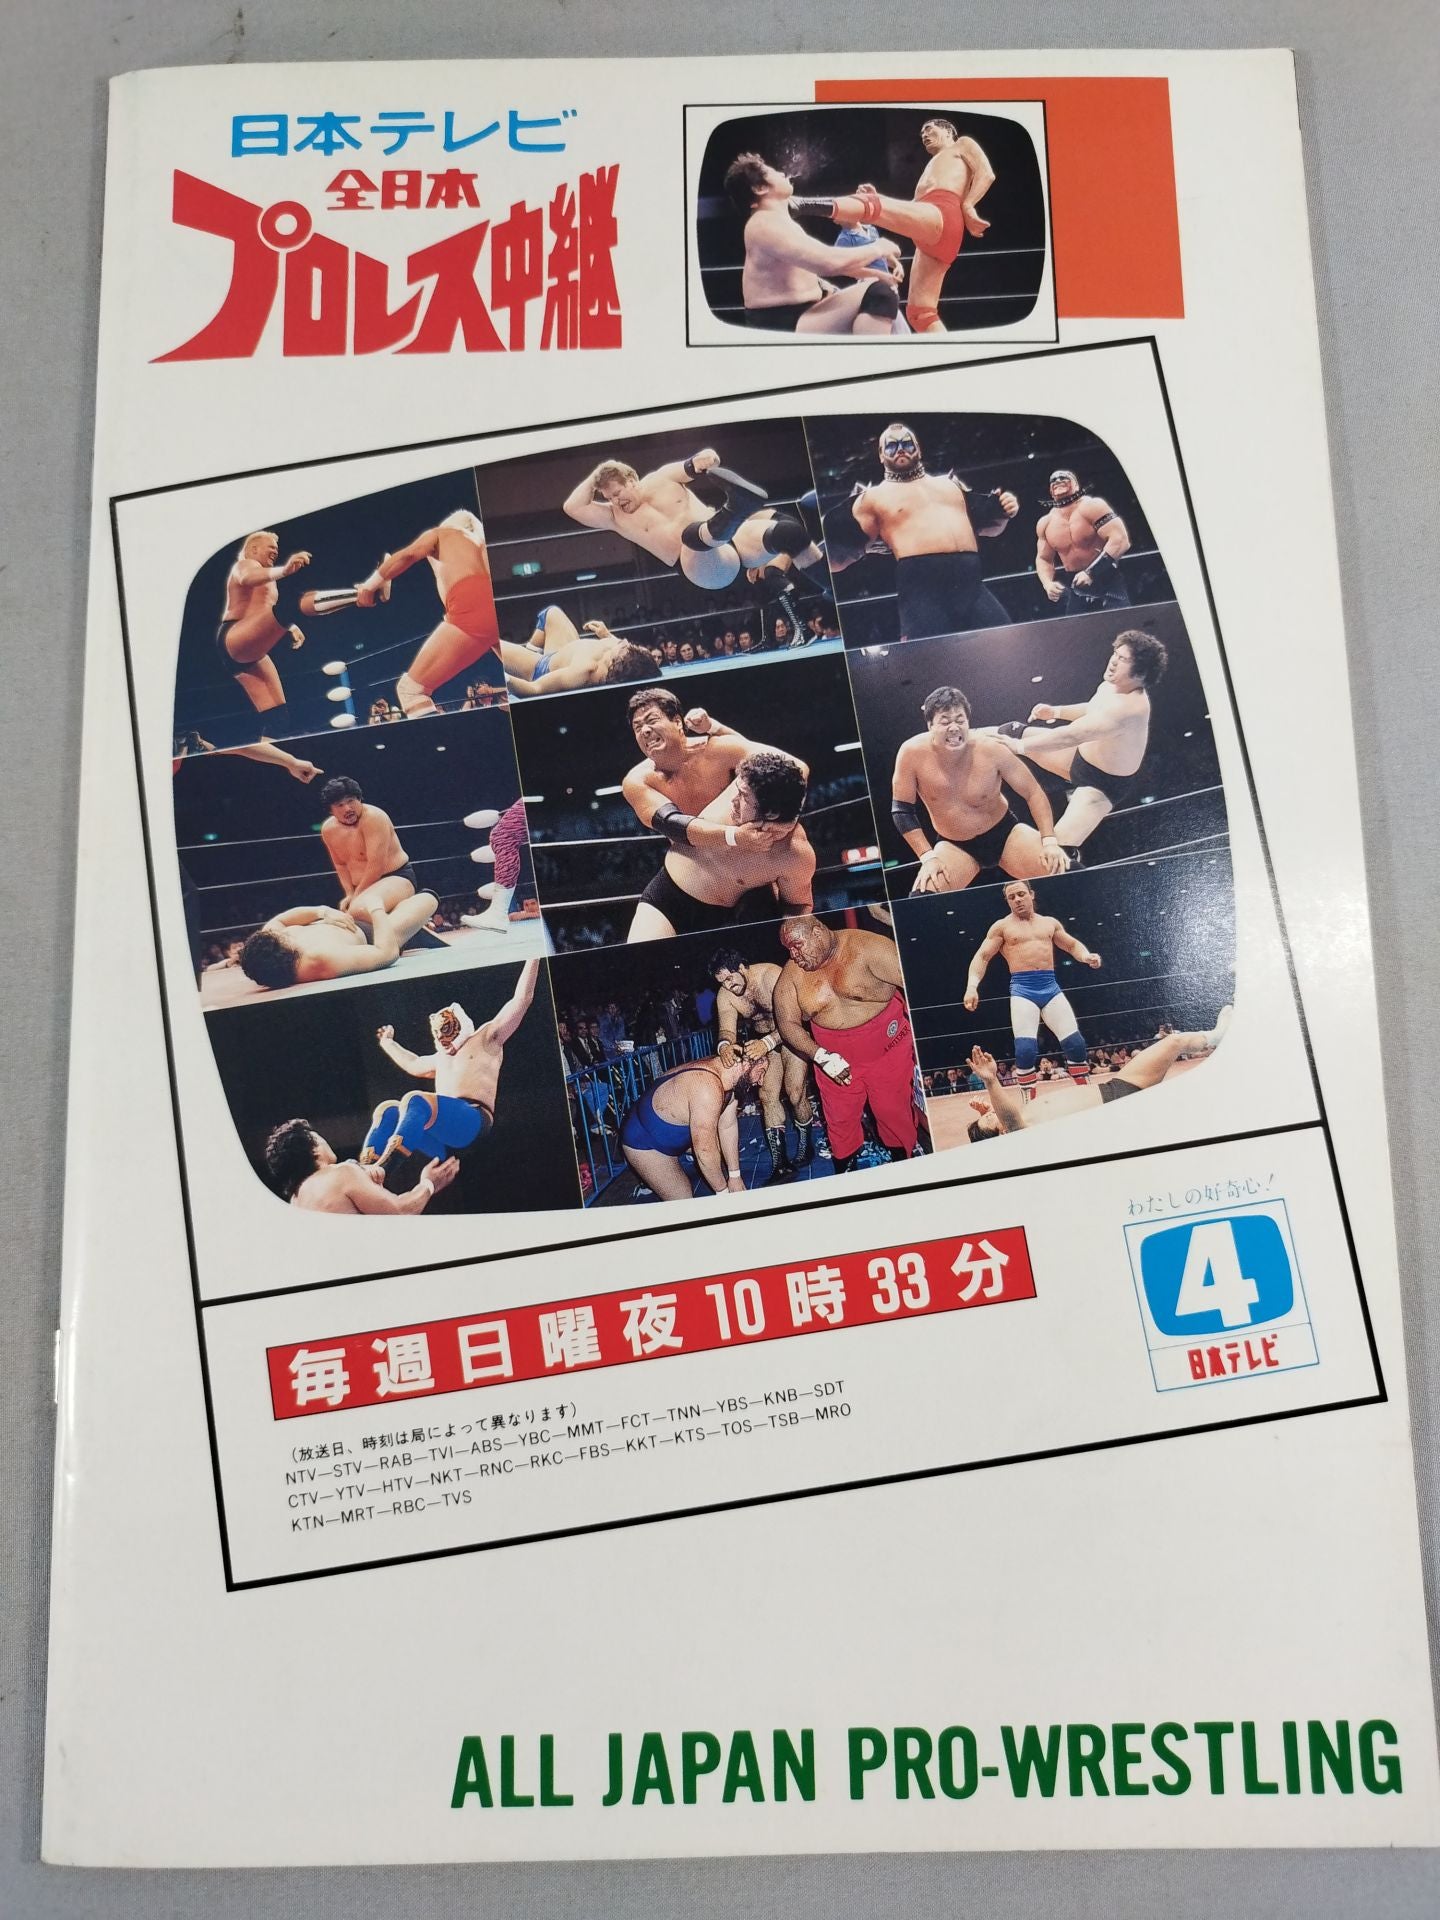 日本テレビ
全日本
プロレス中継
わたしの好奇心!
4
日本テレビ
毎週日曜夜10時33分
(放送日、時刻は局によって異なります)
NTV—STV—RAB—TVI—ABS—YBC—MMT—FCT—TNN—YBS—KNB—SDT
CTV—YTV—HTV—NKT—RNC—RKC—FBS—KKT—KTS—TOS—TSB—MRO
KTN—MRT—RBC—TVS
ALL JAPAN PRO-WRESTLING